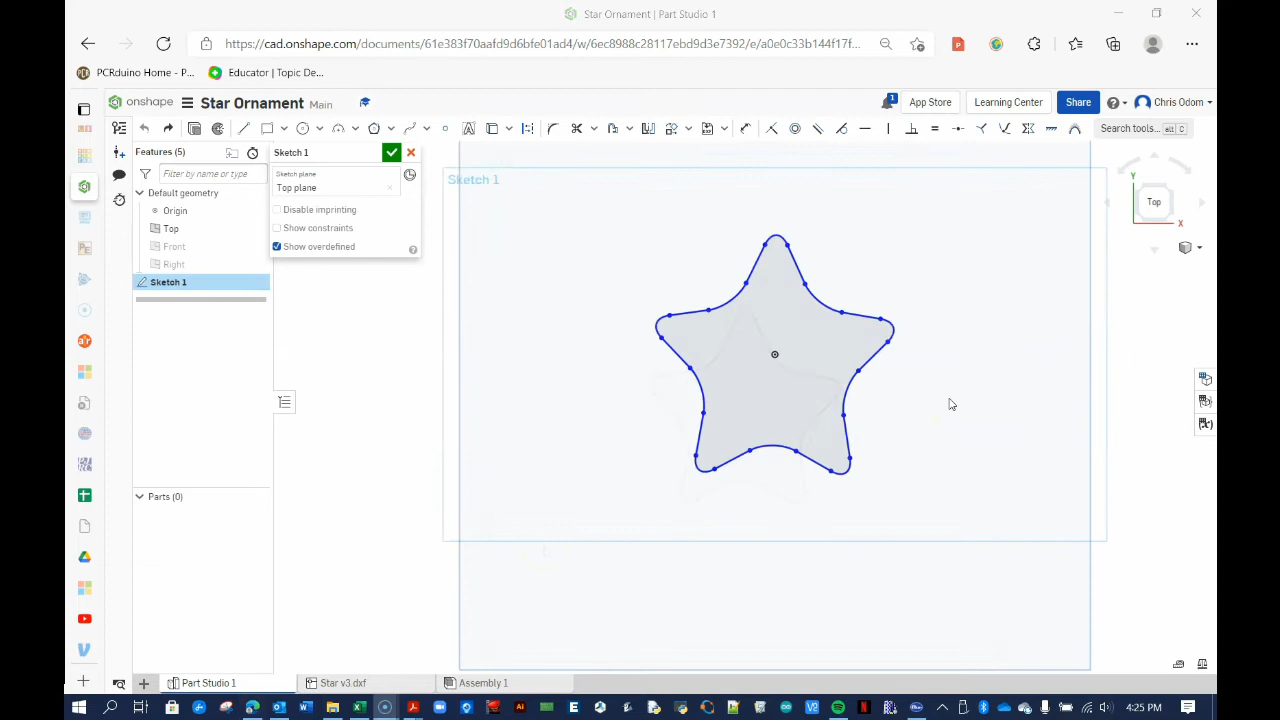 Star Ornament | Part Studio 1
https://cad.onshape.com/documents/61e383f70aafd9d6bfe01ad4/w/6ec8988c28117ebd9d3e7392/e/a0e0c33b144f17f...
PCRduino Home - P...
Educator | Topic De...
onshape
Star Ornament
Main
1
App Store
Learning Center
Share
Chris Odom
Search tools...
alt C
Features (5)
Sketch 1
Filter by name or type
Sketch plane
Top plane
Default geometry
Disable imprinting
Origin
Show constraints
Top
Show overdefined
Front
Right
Sketch 1
Sketch 1
Y
Top
X
Parts (0)
Part Studio 1
Star v3.dxf
Assembly 1
4:25 PM